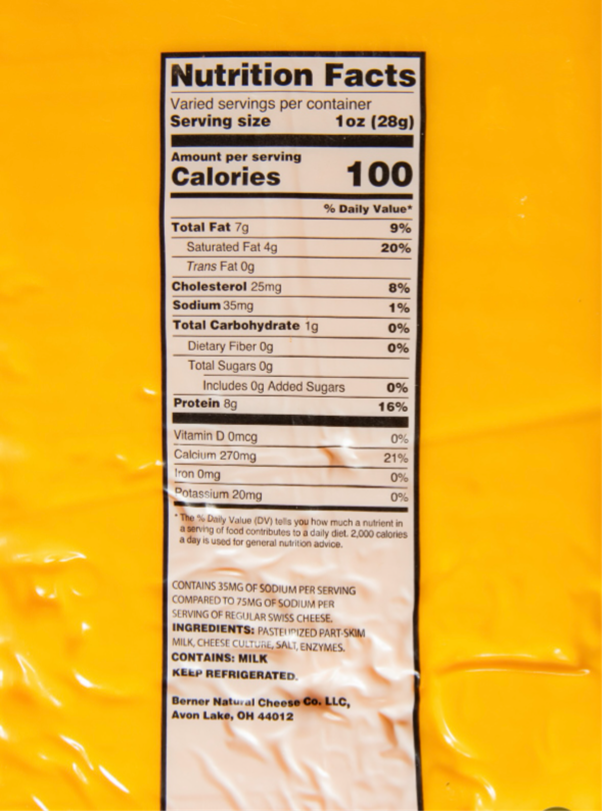 Nutrition Facts
Varied servings per container
Serving size 1oz (28g)
Amount per serving
Calories 100
% Daily Value*
Total Fat 7g 9%
Saturated Fat 4g 20%
Trans Fat 0g
Cholesterol 25mg 8%
Sodium 35mg 1%
Total Carbohydrate 1g 0%
Dietary Fiber 0g 0%
Total Sugars 0g
Includes 0g Added Sugars 0%
Protein 8g 16%
Vitamin D 0mcg 0%
Calcium 270mg 21%
Iron 0mg 0%
Potassium 20mg 0%
* The % Daily Value (DV) tells you how much a nutrient in
a serving of food contributes to a daily diet. 2,000 calories
a day is used for general nutrition advice.
CONTAINS 35MG OF SODIUM PER SERVING
COMPARED TO 75MG OF SODIUM PER
SERVING OF REGULAR SWISS CHEESE.
INGREDIENTS: PASTEURIZED PART-SKIM
MILK, CHEESE CULTURE, SALT, ENZYMES.
CONTAINS: MILK
KEEP REFRIGERATED.
Berner Natural Cheese Co. LLC,
Avon Lake, OH 44012